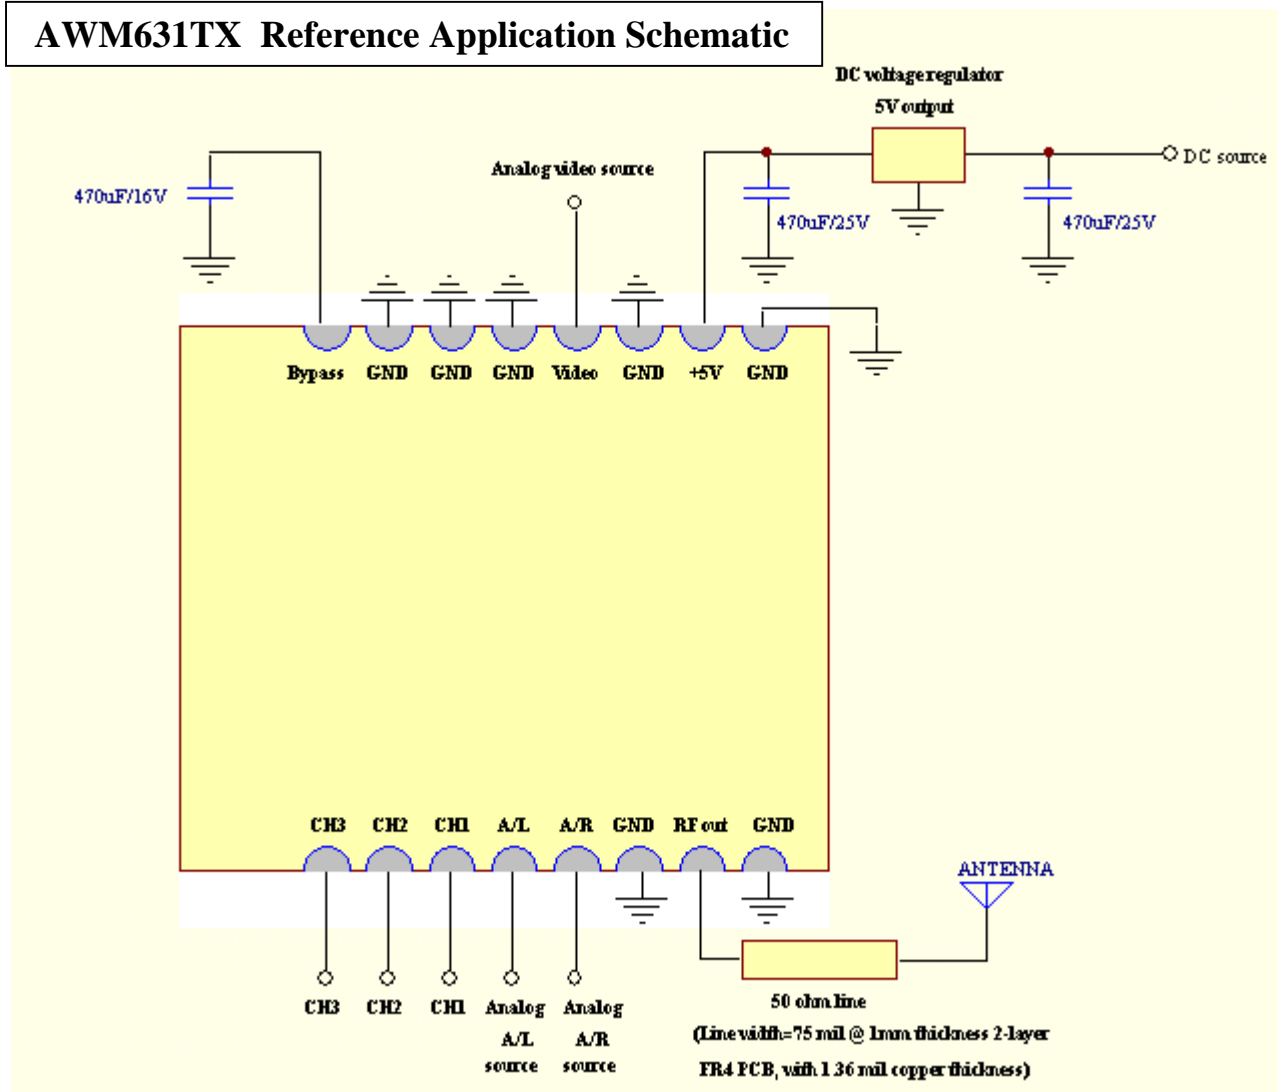 AWM631TX Reference Application Schematic
DC voltage regulator
5V output
Analog video source
DC source
470uF/16V
470uF/25V
470uF/25V
Bypass GND GND GND Video GND +5V GND
CH3 CH2 CH1 A/L A/R GND RF out GND
ANTENNA
CH3 CH2 CH1
Analog
A/L
source
Analog
A/R
source
50 ohm line
(Line width=75 mil @ 1mm thickness 2-layer
FR4 PCB, with 1.36 mil copper thickness)